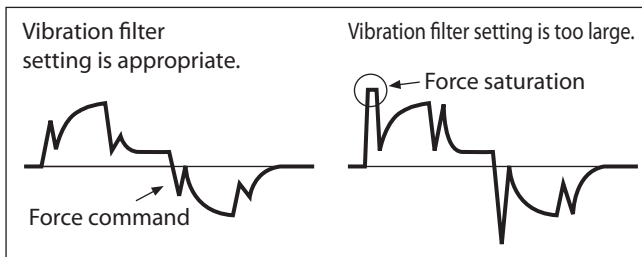 Vibration filter
setting is appropriate.
Force command
Vibration filter setting is too large.
Force saturation